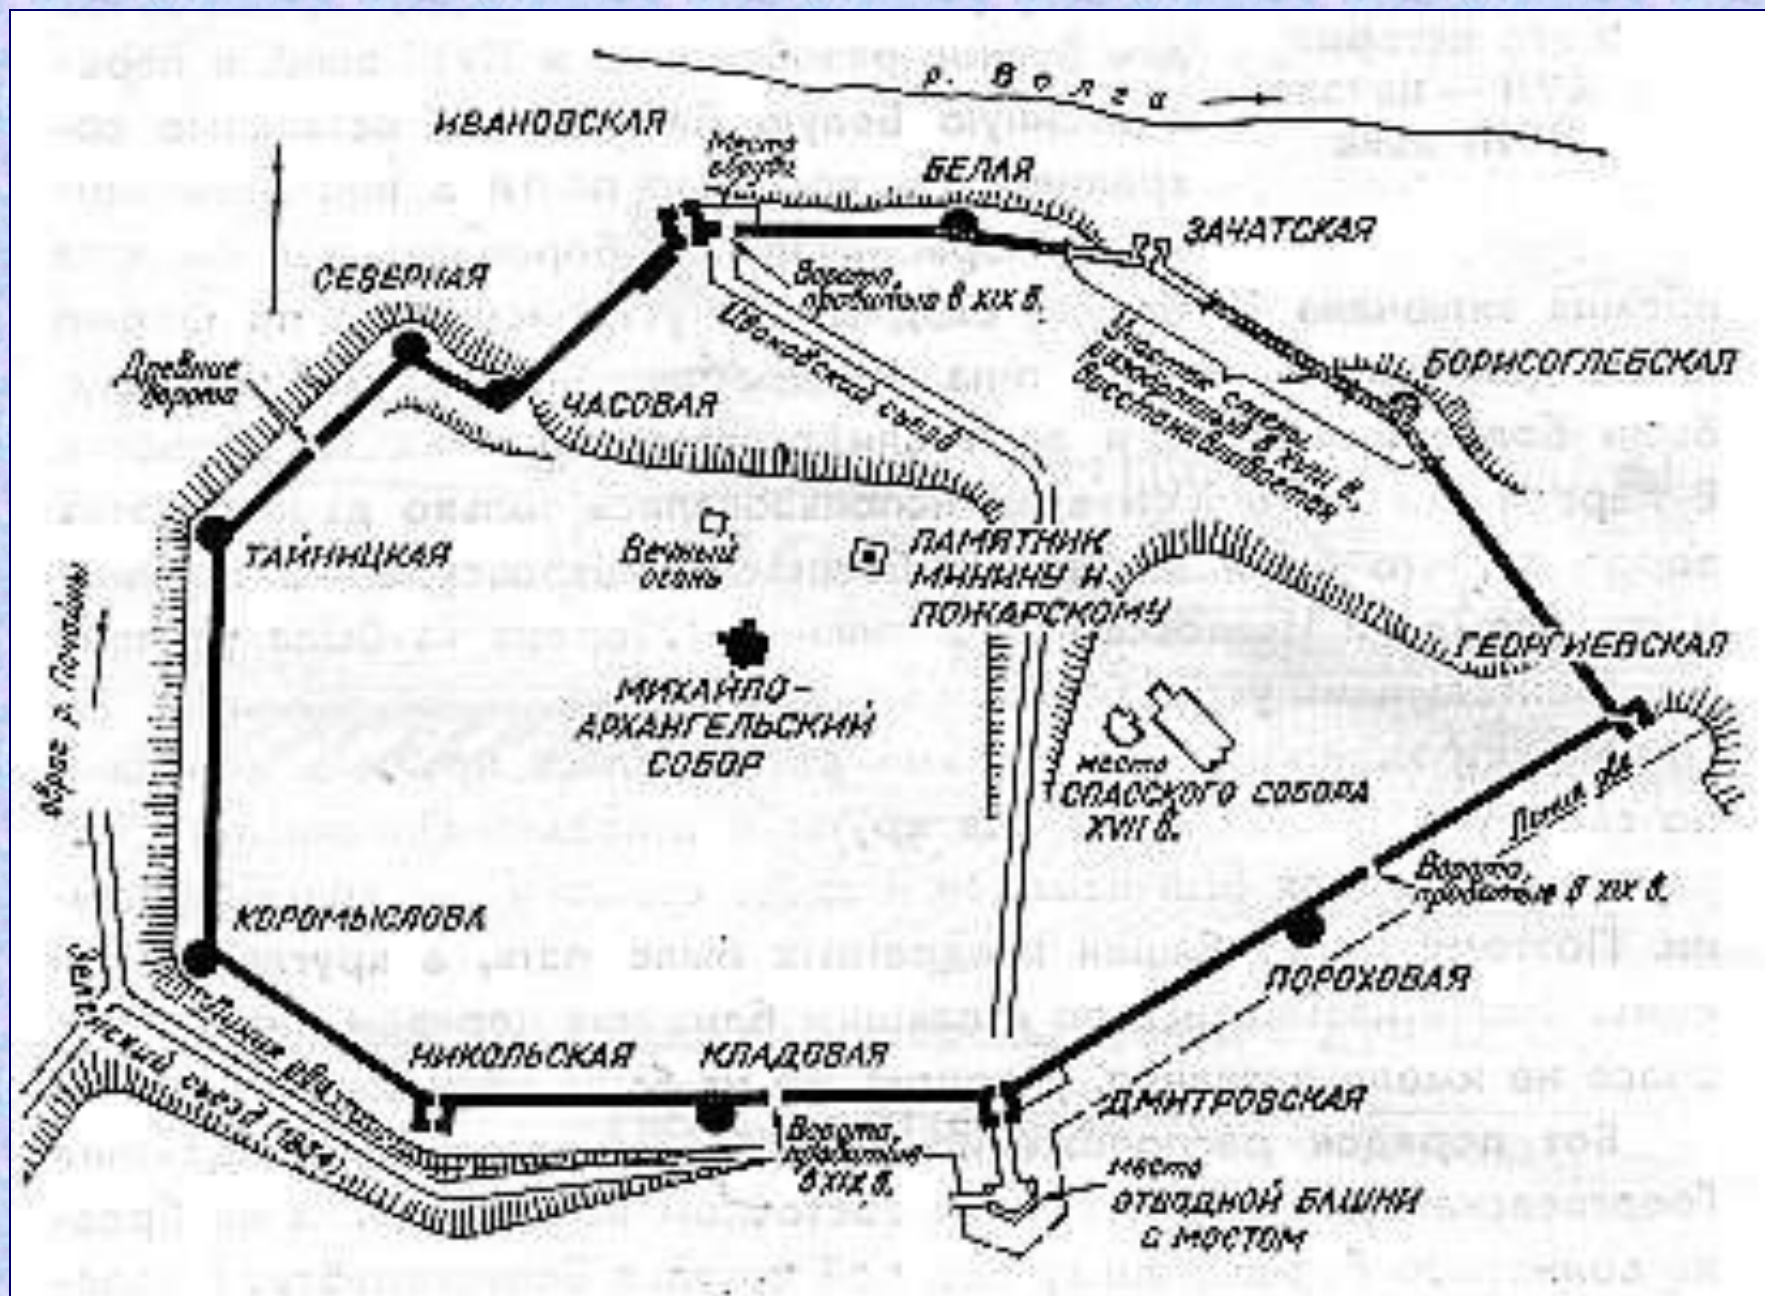 р. Волга
ИВАНОВСКАЯ
Место
обруба
БЕЛАЯ
ЗАЧАТСКАЯ
СЕВЕРНАЯ
Ворота,
пробитые в XIX в.
Ивановский съезд
Участок стены,
разобранный в XVIII в.,
восстанавливается
БОРИСОГЛЕБСКАЯ
Древние
ворота
ЧАСОВАЯ
ТАЙНИЦКАЯ
Вечный
огонь
ПАМЯТНИК
МИНИНУ И
ПОЖАРСКОМУ
ГЕОРГИЕВСКАЯ
овраг р. Почайны
МИХАЙЛО-
АРХАНГЕЛЬСКИЙ
СОБОР
место
СПАССКОГО СОБОРА
XVII в.
Линия рва
Ворота,
пробитые в XIX в.
КОРОМЫСЛОВА
ПОРОХОВАЯ
Зеленский съезд (1834)
Линия рва
НИКОЛЬСКАЯ
КЛАДОВАЯ
ДМИТРОВСКАЯ
Ворота,
пробитые
в XIX в.
место
ОТВОДНОЙ БАШНИ
С МОСТОМ